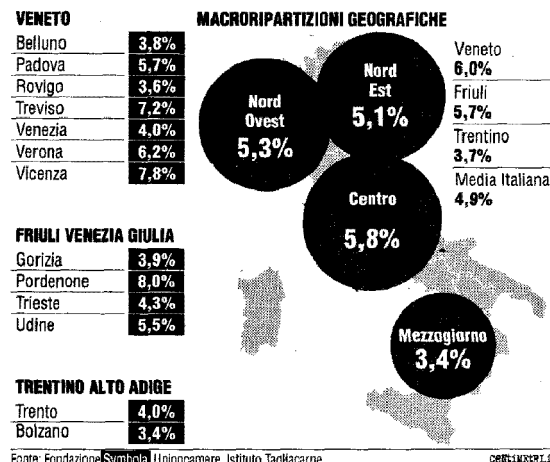 VENETO
Belluno 3,8%
Padova 5,7%
Rovigo 3,6%
Treviso 7,2%
Venezia 4,0%
Verona 6,2%
Vicenza 7,8%
FRIULI VENEZIA GIULIA
Gorizia 3,9%
Pordenone 8,0%
Trieste 4,3%
Udine 5,5%
TRENTINO ALTO ADIGE
Trento 4,0%
Bolzano 3,4%
MACRORIPARTIZIONI GEOGRAFICHE
Nord
Ovest
5,3%
Nord
Est
5,1%
Centro
5,8%
Mezzogiorno
3,4%
Veneto
6,0%
Friuli
5,7%
Trentino
3,7%
Media Italiana
4,9%
Fonte: Fondazione Symbola, Unioncamere, Istituto Tagliacarne
CENTIMETRI.IT